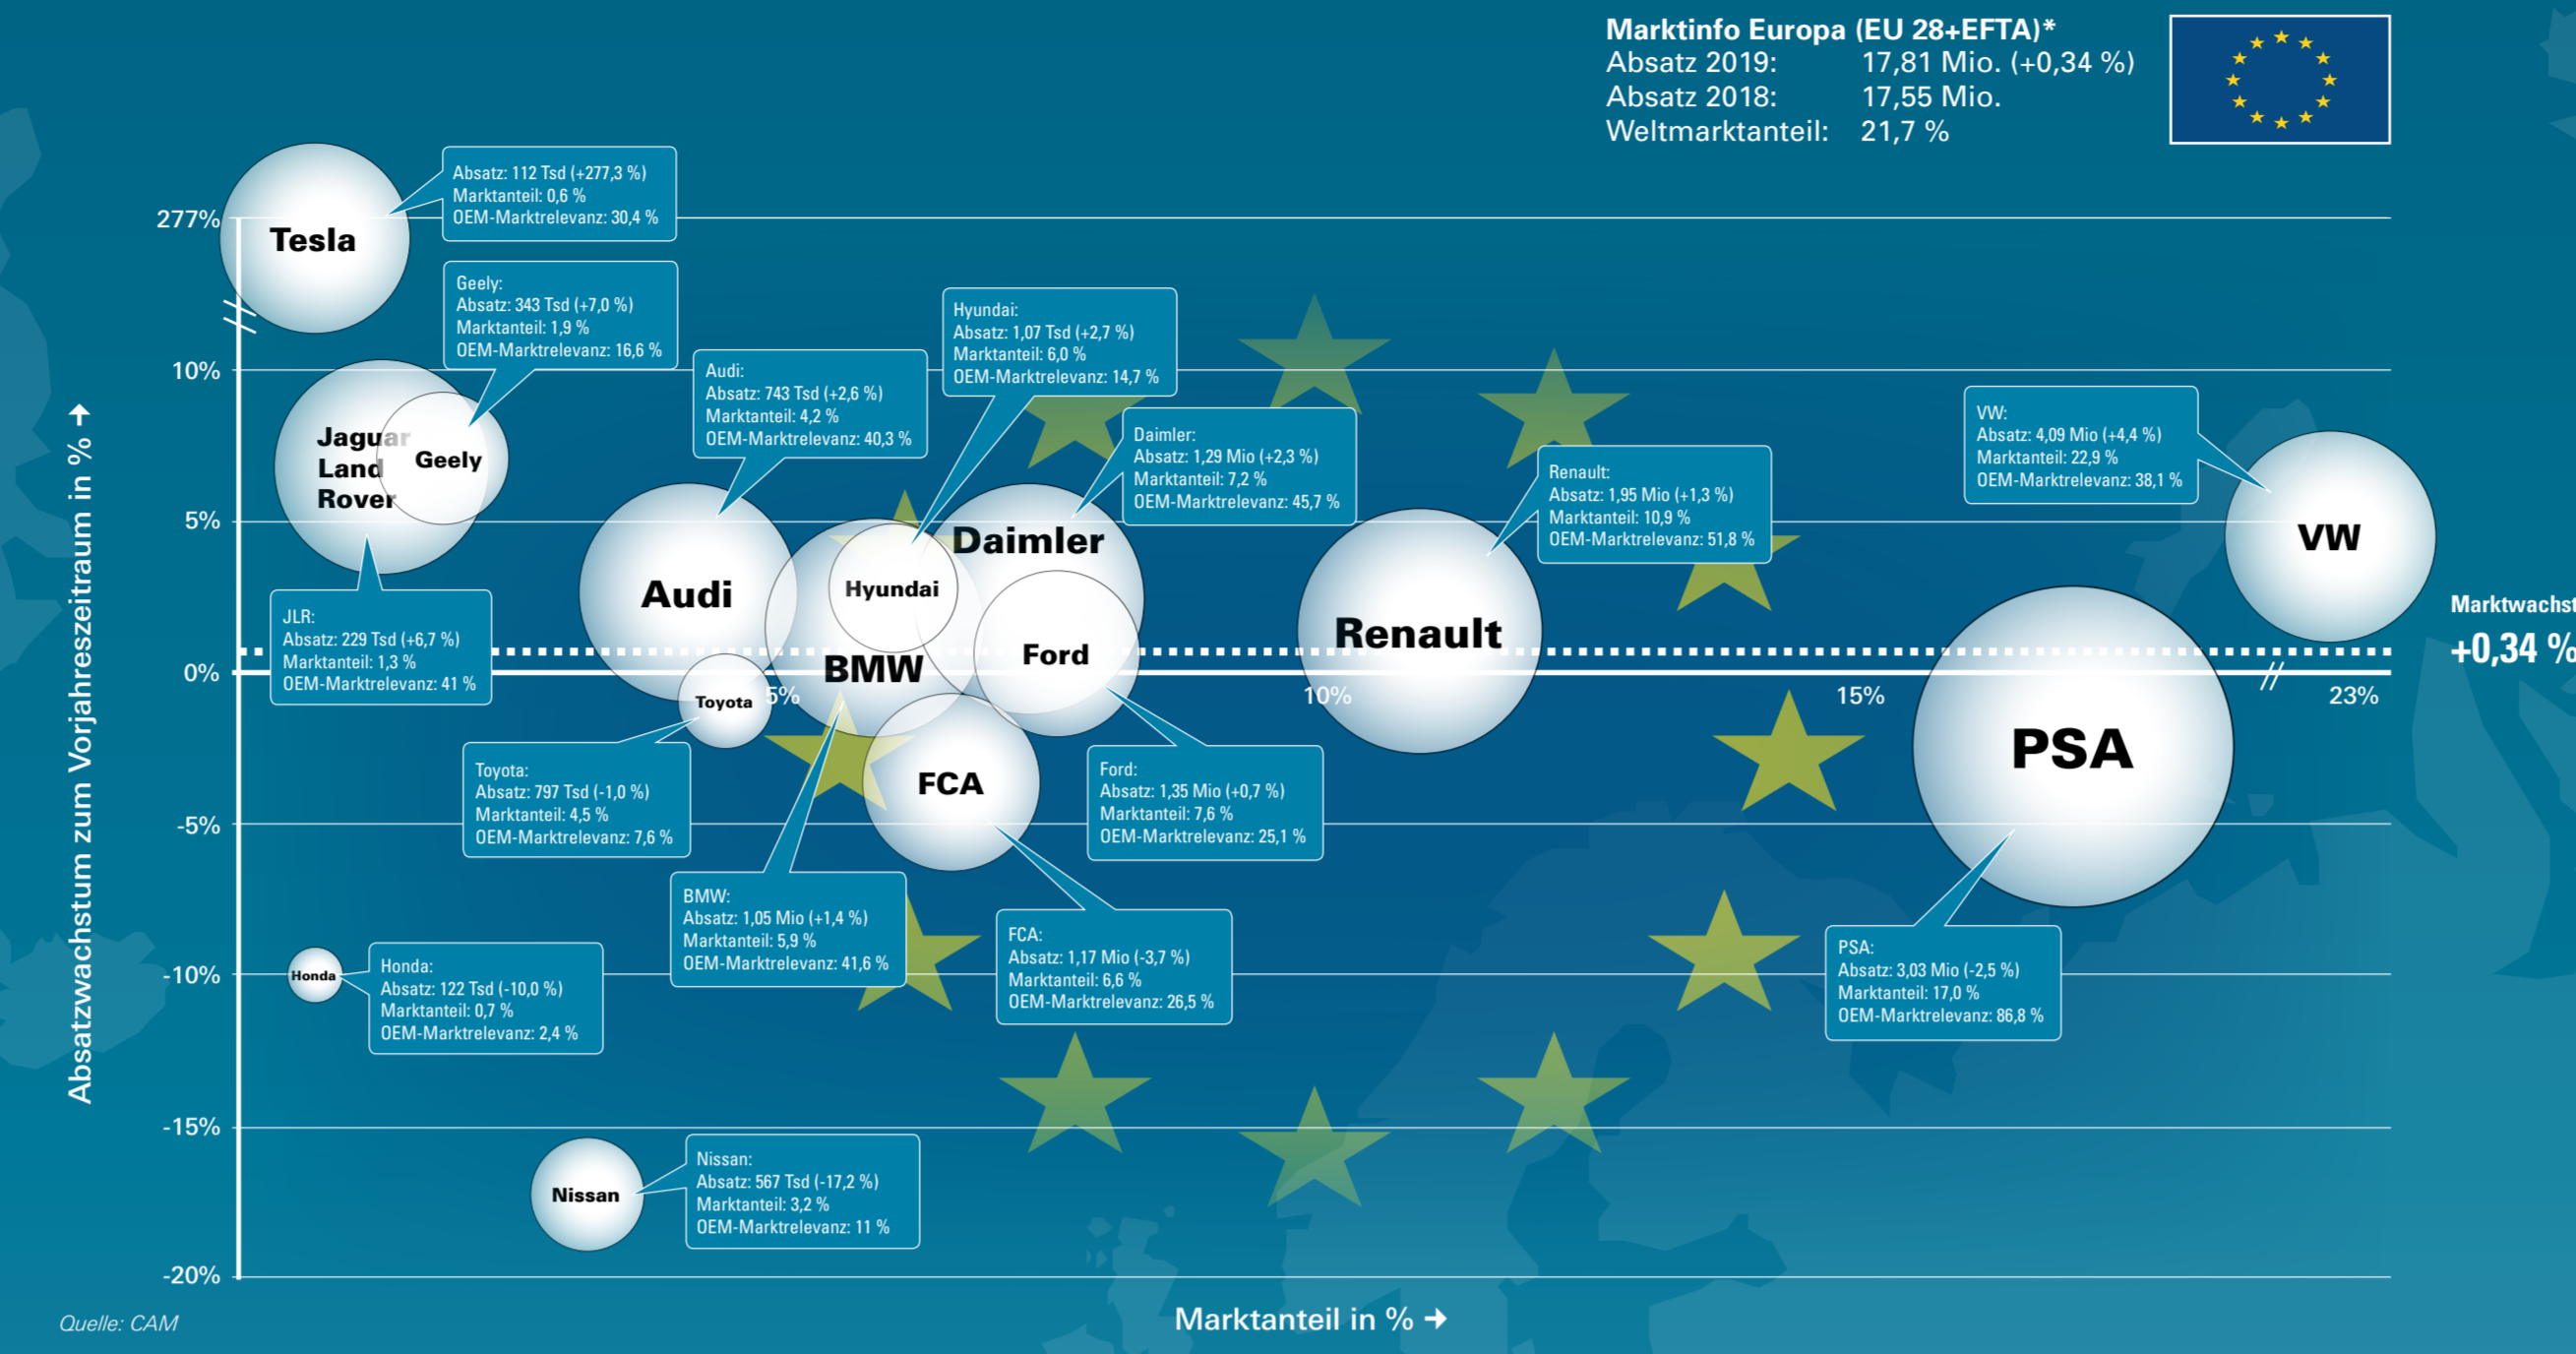 Marktinfo Europa (EU 28+EFTA)*
Absatz 2019: 17,81 Mio. (+0,34 %)
Absatz 2018: 17,55 Mio.
Weltmarktanteil: 21,7 %
Absatzwachstum zum Vorjahreszeitraum in % ➔
277%
10%
5%
0%
-5%
-10%
-15%
-20%
Tesla
Absatz: 112 Tsd (+277,3 %)
Marktanteil: 0,6 %
OEM-Marktrelevanz: 30,4 %
Geely:
Absatz: 343 Tsd (+7,0 %)
Marktanteil: 1,9 %
OEM-Marktrelevanz: 16,6 %
Jaguar
Land
Rover
Geely
JLR:
Absatz: 229 Tsd (+6,7 %)
Marktanteil: 1,3 %
OEM-Marktrelevanz: 41 %
Audi:
Absatz: 743 Tsd (+2,6 %)
Marktanteil: 4,2 %
OEM-Marktrelevanz: 40,3 %
Audi
Hyundai:
Absatz: 1,07 Tsd (+2,7 %)
Marktanteil: 6,0 %
OEM-Marktrelevanz: 14,7 %
Hyundai
Daimler:
Absatz: 1,29 Mio (+2,3 %)
Marktanteil: 7,2 %
OEM-Marktrelevanz: 45,7 %
Daimler
Renault:
Absatz: 1,95 Mio (+1,3 %)
Marktanteil: 10,9 %
OEM-Marktrelevanz: 51,8 %
Renault
VW:
Absatz: 4,09 Mio (+4,4 %)
Marktanteil: 22,9 %
OEM-Marktrelevanz: 38,1 %
VW
Marktwachst
+0,34 %
BMW
Ford
Toyota
5%
10%
15%
23%
Toyota:
Absatz: 797 Tsd (-1,0 %)
Marktanteil: 4,5 %
OEM-Marktrelevanz: 7,6 %
FCA
Ford:
Absatz: 1,35 Mio (+0,7 %)
Marktanteil: 7,6 %
OEM-Marktrelevanz: 25,1 %
PSA
BMW:
Absatz: 1,05 Mio (+1,4 %)
Marktanteil: 5,9 %
OEM-Marktrelevanz: 41,6 %
FCA:
Absatz: 1,17 Mio (-3,7 %)
Marktanteil: 6,6 %
OEM-Marktrelevanz: 26,5 %
PSA:
Absatz: 3,03 Mio (-2,5 %)
Marktanteil: 17,0 %
OEM-Marktrelevanz: 86,8 %
Honda
Honda:
Absatz: 122 Tsd (-10,0 %)
Marktanteil: 0,7 %
OEM-Marktrelevanz: 2,4 %
Nissan
Nissan:
Absatz: 567 Tsd (-17,2 %)
Marktanteil: 3,2 %
OEM-Marktrelevanz: 11 %
Quelle: CAM
Marktanteil in % ➔